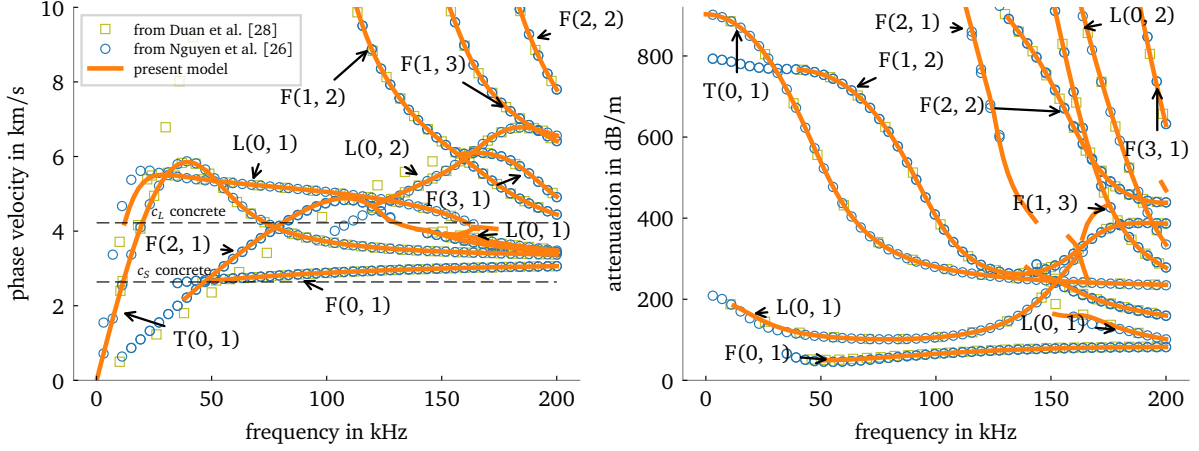 from Duan et al. [28]
from Nguyen et al. [26]
present model
10
8
6
4
2
0
0
50
100
150
200
phase velocity in km/s
frequency in kHz
F(2, 2)
F(1, 3)
F(1, 2)
L(0, 1)
L(0, 2)
F(3, 1)
c_L concrete
L(0, 1)
F(2, 1)
c_S concrete
F(0, 1)
T(0, 1)
800
600
400
200
0
0
50
100
150
200
attenuation in dB/m
frequency in kHz
F(2, 1)
L(0, 2)
F(1, 2)
T(0, 1)
F(2, 2)
F(3, 1)
F(1, 3)
L(0, 1)
L(0, 1)
F(0, 1)